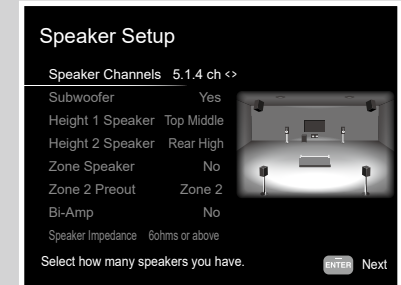 Speaker Setup
Speaker Channels 5.1.4 ch <>
Subwoofer Yes
Height 1 Speaker Top Middle
Height 2 Speaker Rear High
Zone Speaker No
Zone 2 Preout Zone 2
Bi-Amp No
Speaker Impedance 6ohms or above
Select how many speakers you have. ENTER Next